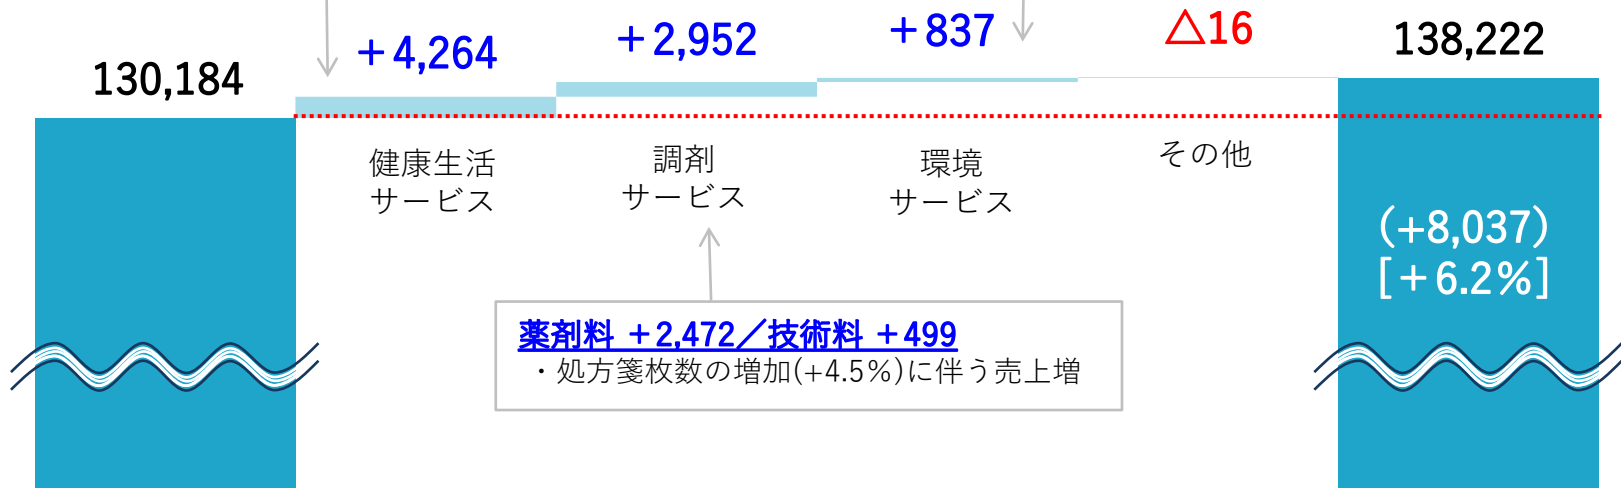 130,184
+4,264
+2,952
+837
△16
138,222
健康生活
サービス
調剤
サービス
環境
サービス
その他
(+8,037)
[+6.2%]
薬剤料 +2,472/技術料 +499
・処方箋枚数の増加(+4.5%)に伴う売上増